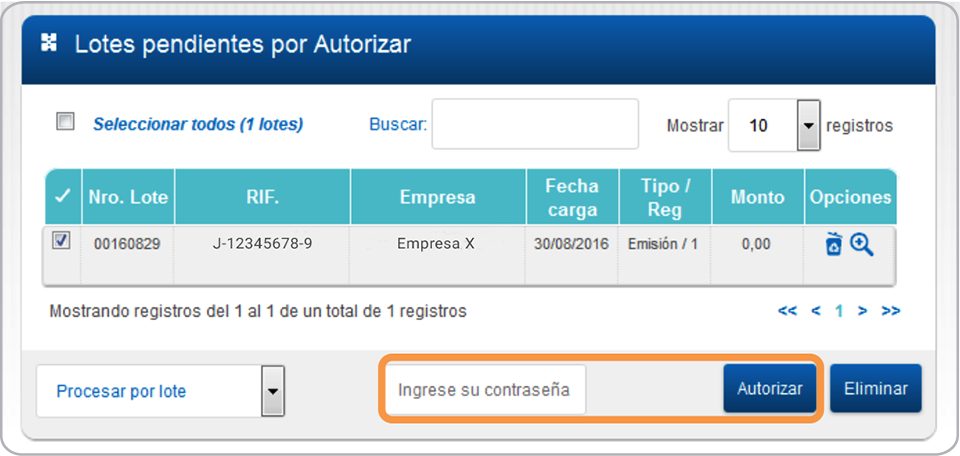 Lotes pendientes por Autorizar
Seleccionar todos (1 lotes) Buscar: Mostrar 10 registros
Nro. Lote RIF. Empresa Fecha carga Tipo / Reg Monto Opciones
00160829 J-12345678-9 Empresa X 30/08/2016 Emisión / 1 0,00
Mostrando registros del 1 al 1 de un total de 1 registros << < 1 > >>
Procesar por lote Ingrese su contraseña Autorizar Eliminar